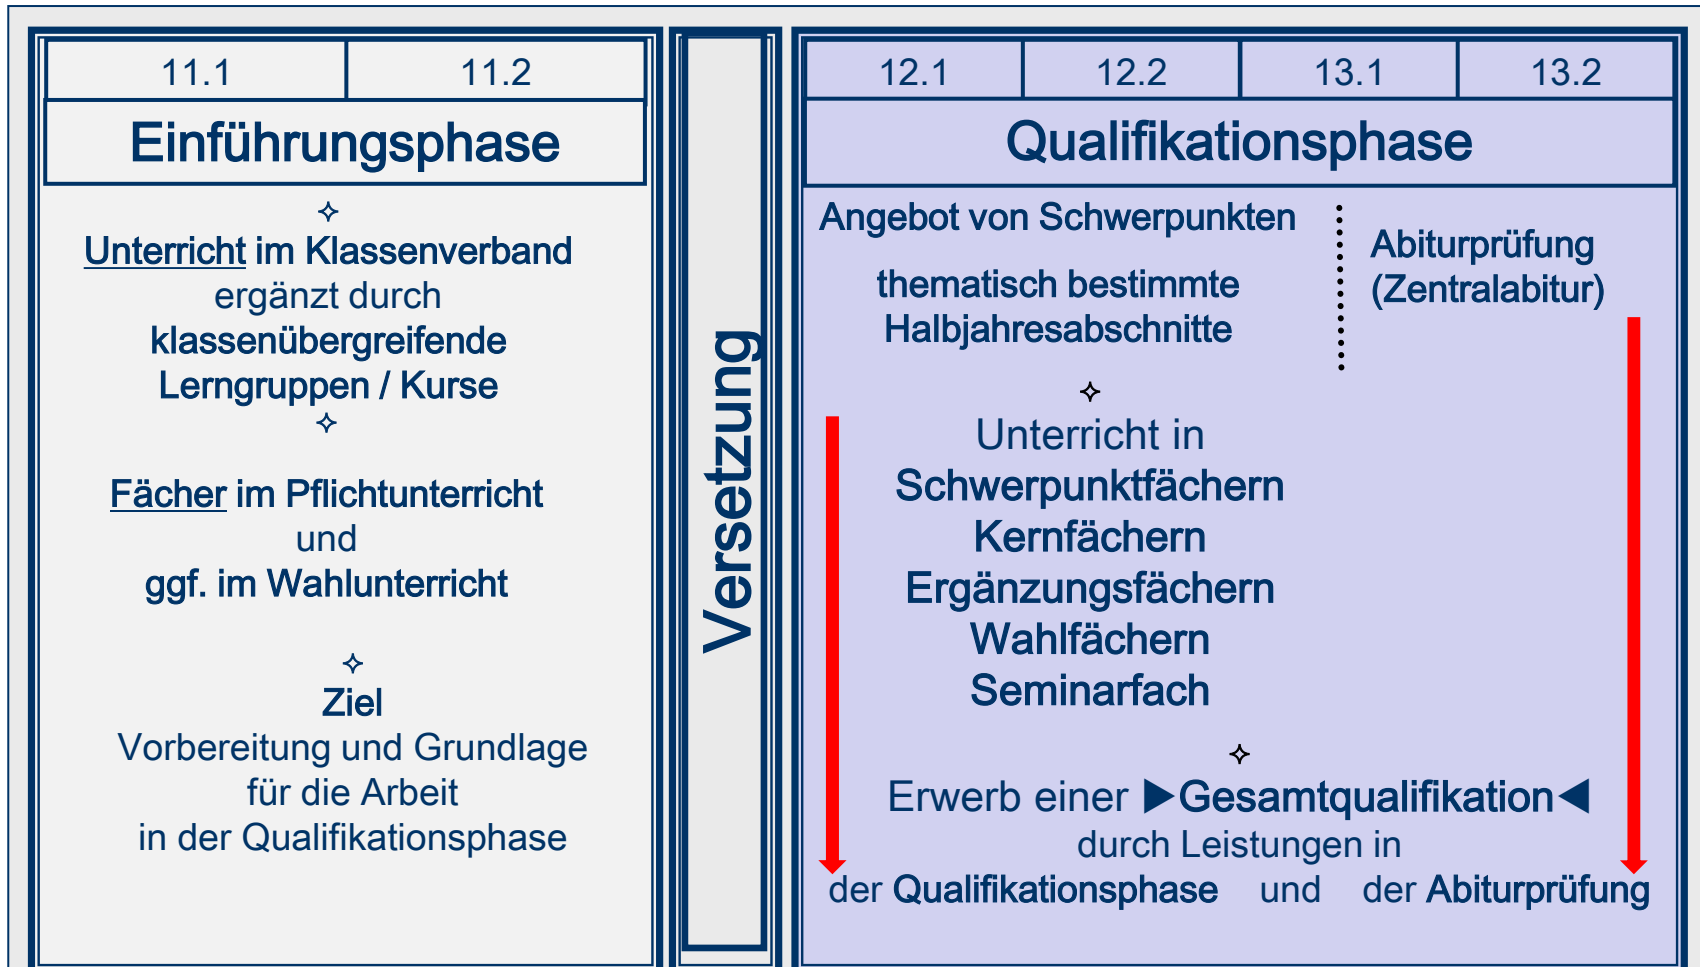 11.1 11.2
Einführungsphase
Unterricht im Klassenverband
ergänzt durch
klassenübergreifende
Lerngruppen / Kurse
Fächer im Pflichtunterricht
und
ggf. im Wahlunterricht
Ziel
Vorbereitung und Grundlage
für die Arbeit
in der Qualifikationsphase
Versetzung
12.1 12.2 13.1 13.2
Qualifikationsphase
Angebot von Schwerpunkten
thematisch bestimmte
Halbjahresabschnitte
Abiturprüfung
(Zentralabitur)
Unterricht in
Schwerpunktfächern
Kernfächern
Ergänzungsfächern
Wahlfächern
Seminarfach
Erwerb einer ▶Gesamtqualifikation◀
durch Leistungen in
der Qualifikationsphase und der Abiturprüfung